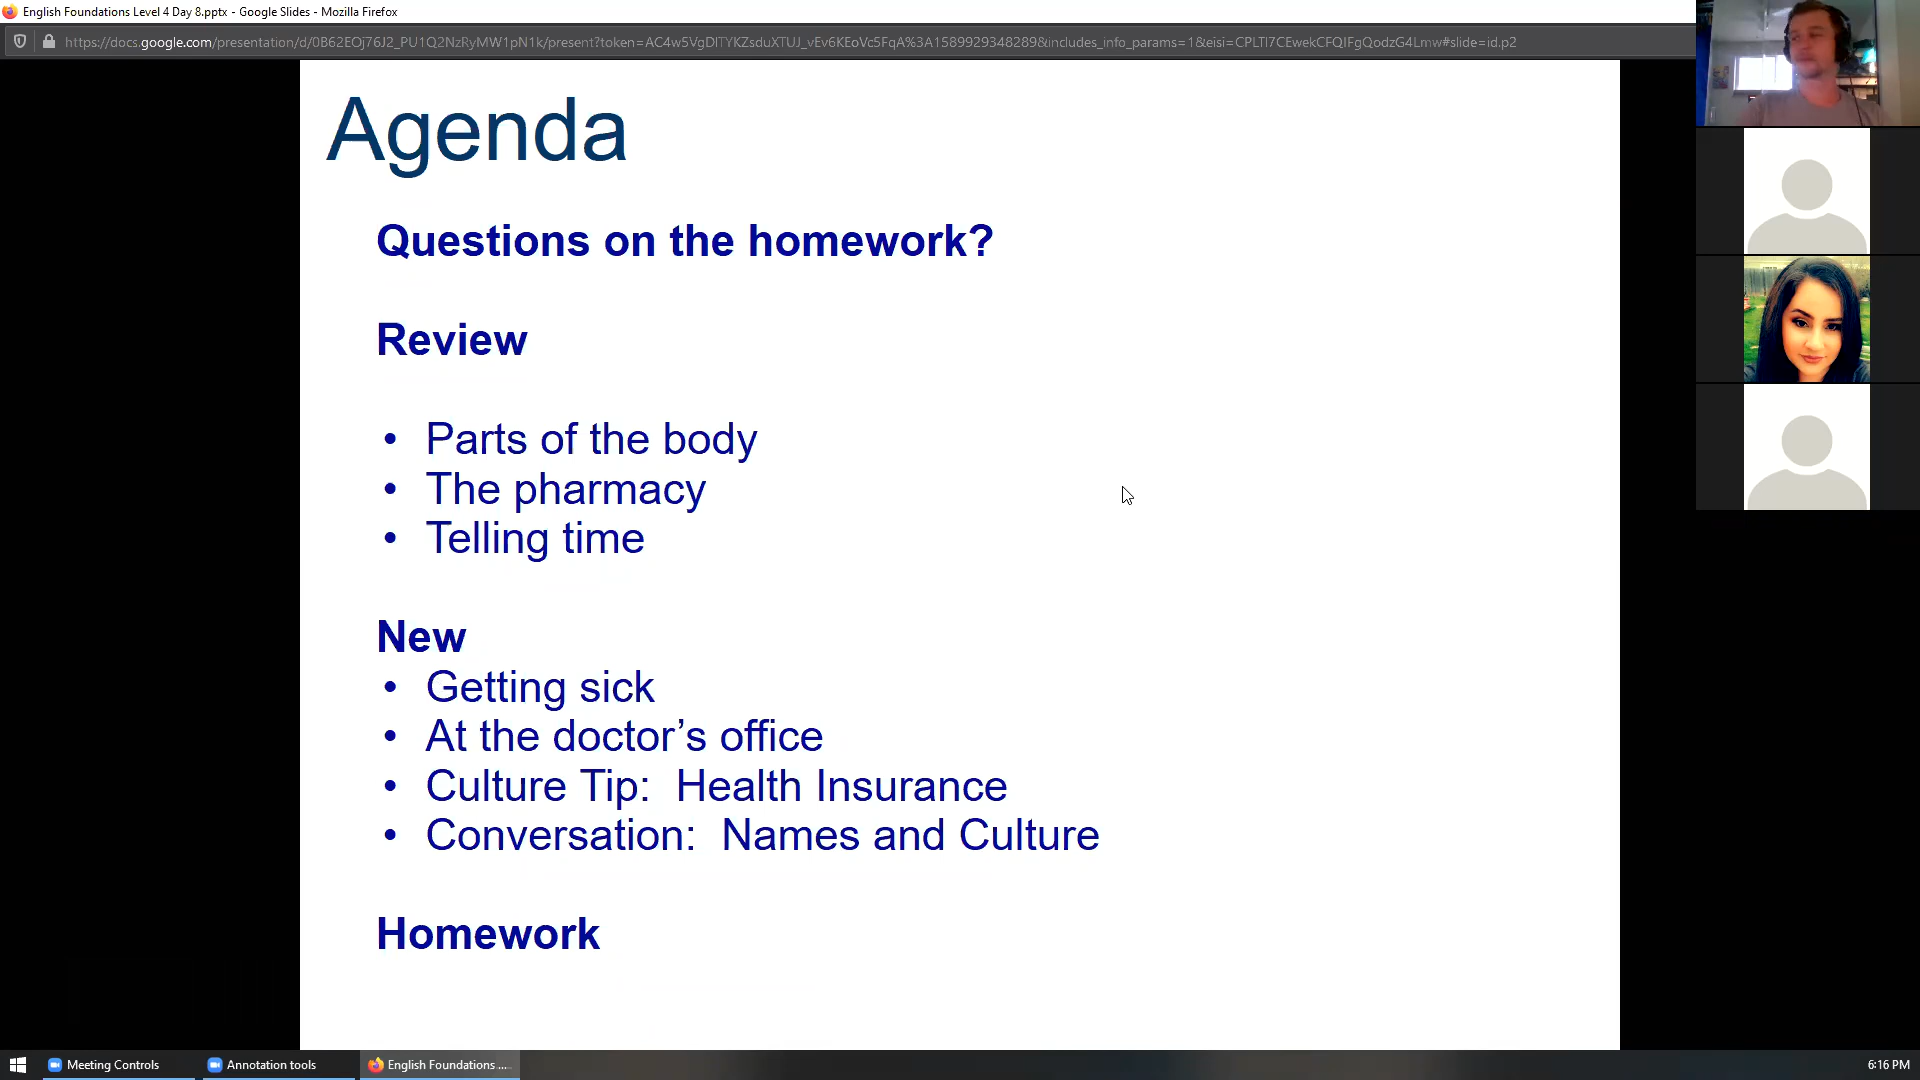 English Foundations Level 4 Day 8.pptx - Google Slides - Mozilla Firefox
https://docs.google.com/presentation/d/0B62EOj76J2_PU1Q2NzRyMW1pN1k/present?token=AC4w5VgDlTYKZsduXTUJ_vEv6KEoVc5FqA%3A1589929348289&includes_info_params=1&eisi=CPLTl7CEwekCFQIFgQodzG4Lmw#slide=id.p2
Agenda
Questions on the homework?
Review
• Parts of the body
• The pharmacy
• Telling time
New
• Getting sick
• At the doctor’s office
• Culture Tip:  Health Insurance
• Conversation:  Names and Culture
Homework
Meeting Controls
Annotation tools
English Foundations ...
6:16 PM